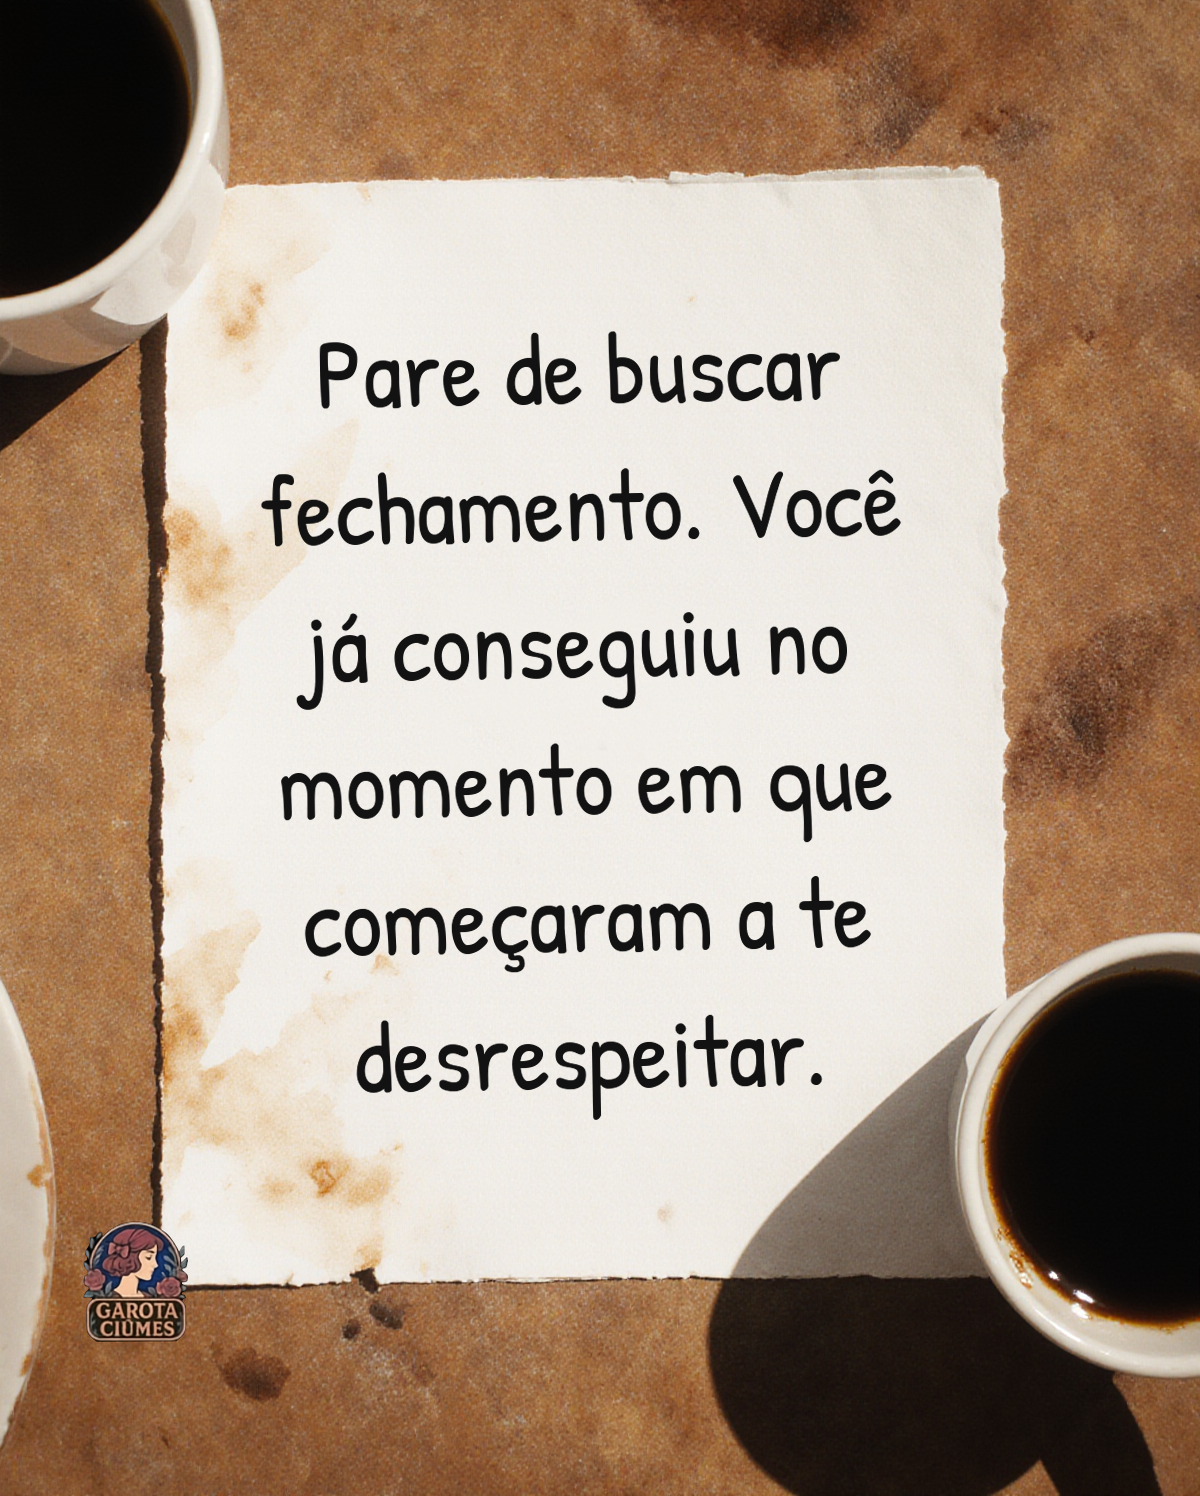 Pare de buscar
fechamento. Você
já conseguiu no
momento em que
começaram a te
desrespeitar.
GAROTA
CIÚMES